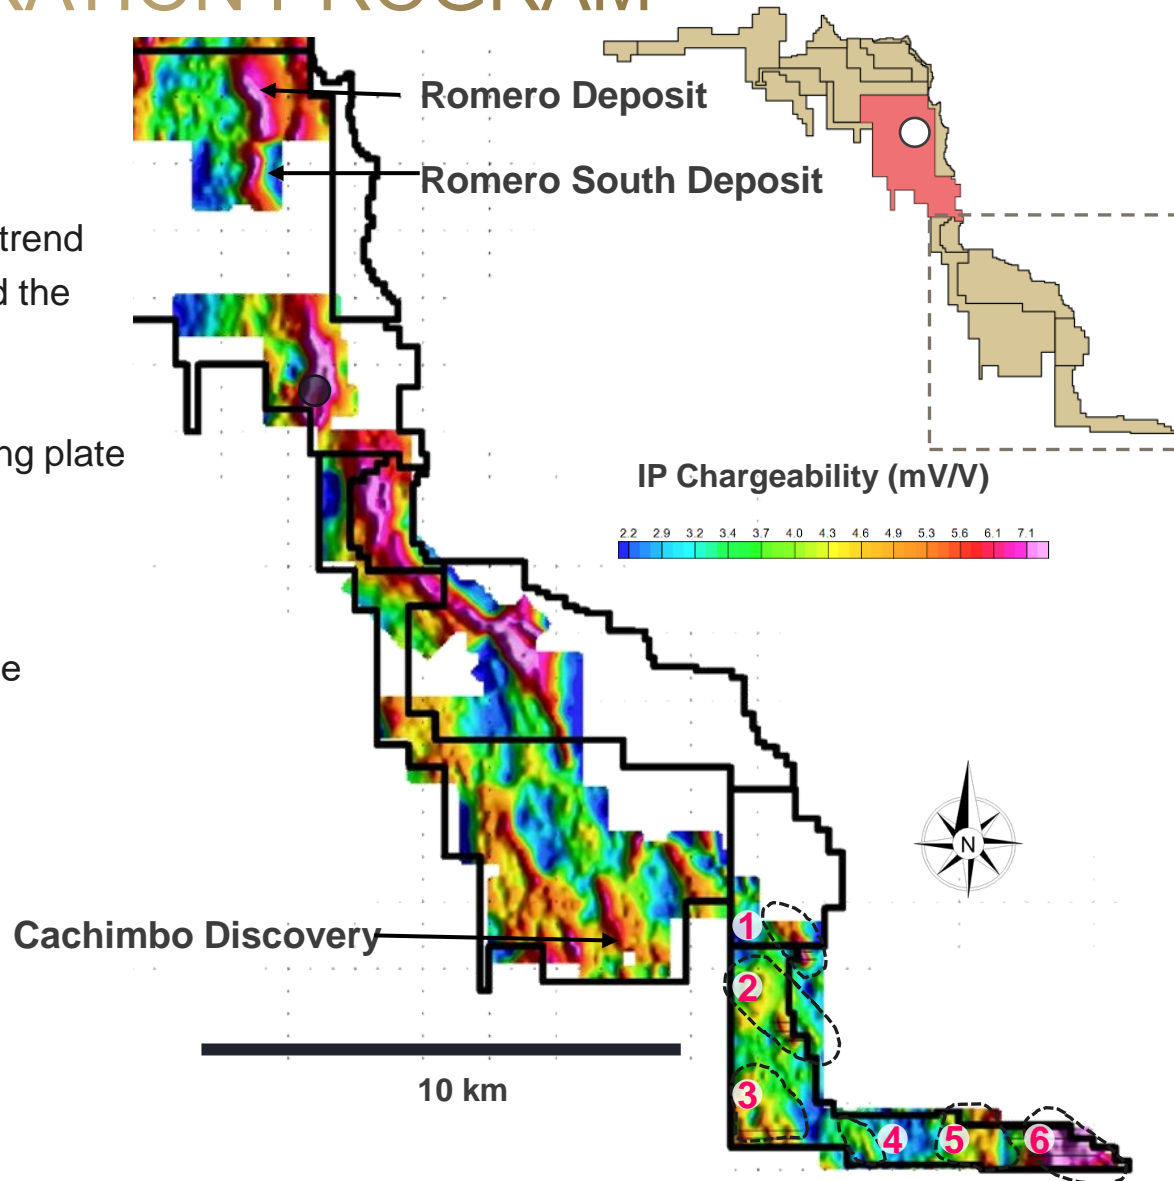 RATION PROGRAM
Romero Deposit
Romero South Deposit
trend
d the
ng plate
IP Chargeability (mV/V)
2.2 2.9 3.2 3.4 3.7 4.0 4.3 4.6 4.9 5.3 5.6 6.1 7.1
e
N
Cachimbo Discovery
1
2
3
10 km
4 5 6